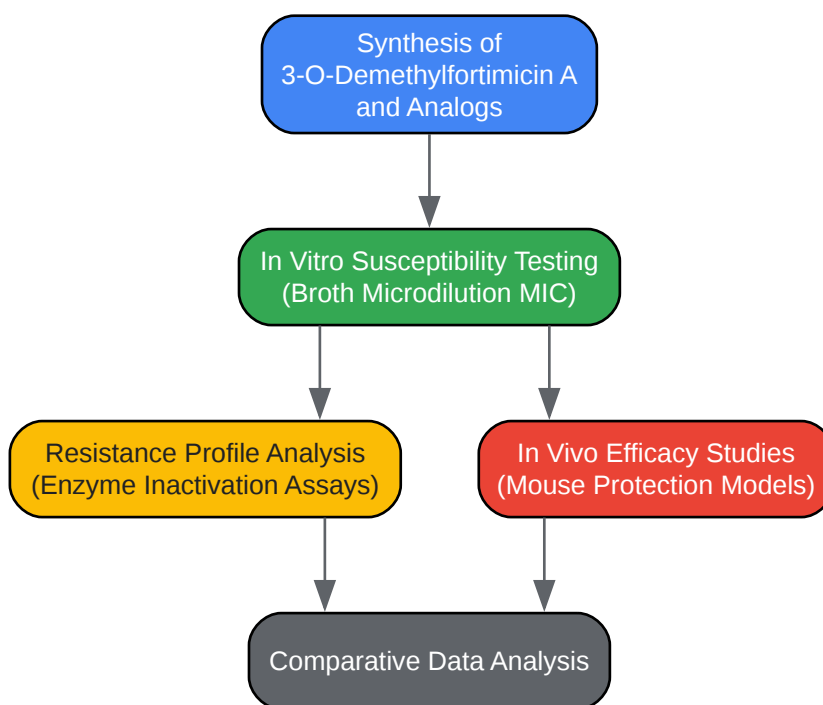 Synthesis of
3-O-Demethylfortimicin A
and Analogs
In Vitro Susceptibility Testing
(Broth Microdilution MIC)
Resistance Profile Analysis
(Enzyme Inactivation Assays)
In Vivo Efficacy Studies
(Mouse Protection Models)
Comparative Data Analysis